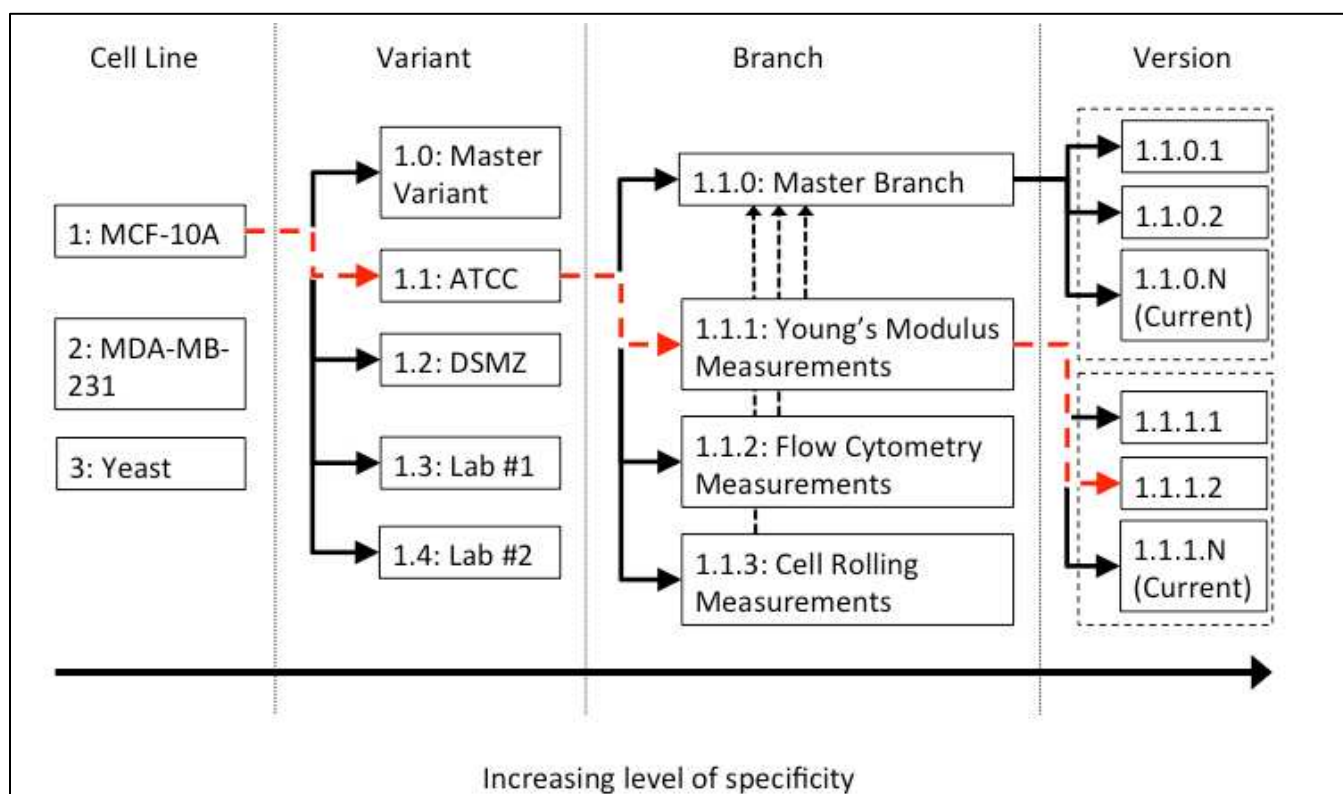 Cell Line
Variant
Branch
Version
1: MCF-10A
2: MDA-MB-
231
3: Yeast
1.0: Master
Variant
1.1: ATCC
1.2: DSMZ
1.3: Lab #1
1.4: Lab #2
1.1.0: Master Branch
1.1.1: Young’s Modulus
Measurements
1.1.2: Flow Cytometry
Measurements
1.1.3: Cell Rolling
Measurements
1.1.0.1
1.1.0.2
1.1.0.N
(Current)
1.1.1.1
1.1.1.2
1.1.1.N
(Current)
Increasing level of specificity